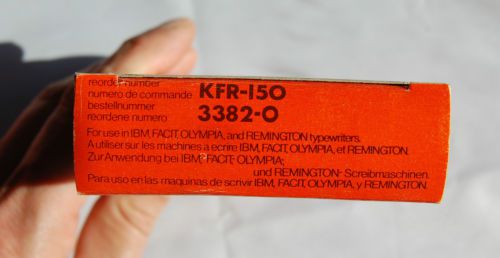 reorder number
numero de commande KFR-150
bestellnummer
reordene numero 3382-0
For use in IBM, FACIT, OLYMPIA, and REMINGTON typewriters.
A utiliser sur les machines a ecrire IBM, FACIT, OLYMPIA, et REMINGTON.
Zur Anwendung bei IBM, FACIT, OLYMPIA,
und REMINGTON- Screibmaschinen.
Para uso en las maquinas de scrivir IBM, FACIT, OLYMPIA, y REMINGTON.